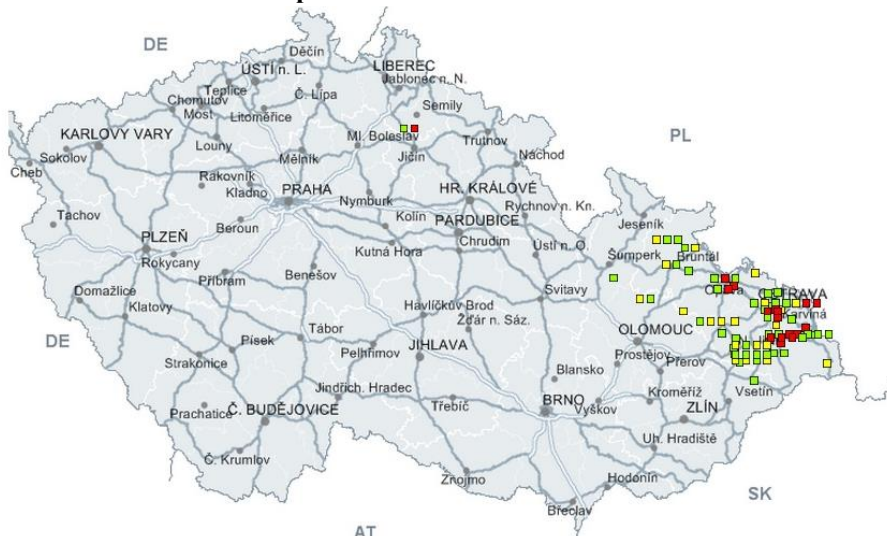 DE
Děčín
ÚSTÍ n. L.
LIBEREC
Jablonec n. N.
Teplice
Chomutov
Most
Č. Lípa
Semily
Litoměřice
KARLOVY VARY
Ml. Boleslav
Trutnov
PL
Sokolov
Louny
Mělník
Jičín
Náchod
Cheb
Rakovník
Kladno
PRAHA
HR. KRÁLOVÉ
Nymburk
Rychnov n. Kn.
Tachov
Beroun
Kolín
PARDUBICE
Jeseník
PLZEŇ
Kutná Hora
Chrudim
Ústí n. O.
Šumperk
Bruntál
Rokycany
Příbram
Benešov
Domažlice
Svitavy
Klatovy
Havlíčkův Brod
Karviná
Žďár n. Sáz.
DE
Písek
Tábor
OLOMOUC
Pelhřimov
JIHLAVA
Strakonice
Prostějov
Přerov
Blansko
Jindřich. Hradec
Vsetín
Prachatice
Č. BUDĚJOVICE
Třebíč
BRNO
Vyškov
Kroměříž
ZLÍN
Uh. Hradiště
Č. Krumlov
Znojmo
Hodonín
SK
Břeclav
AT